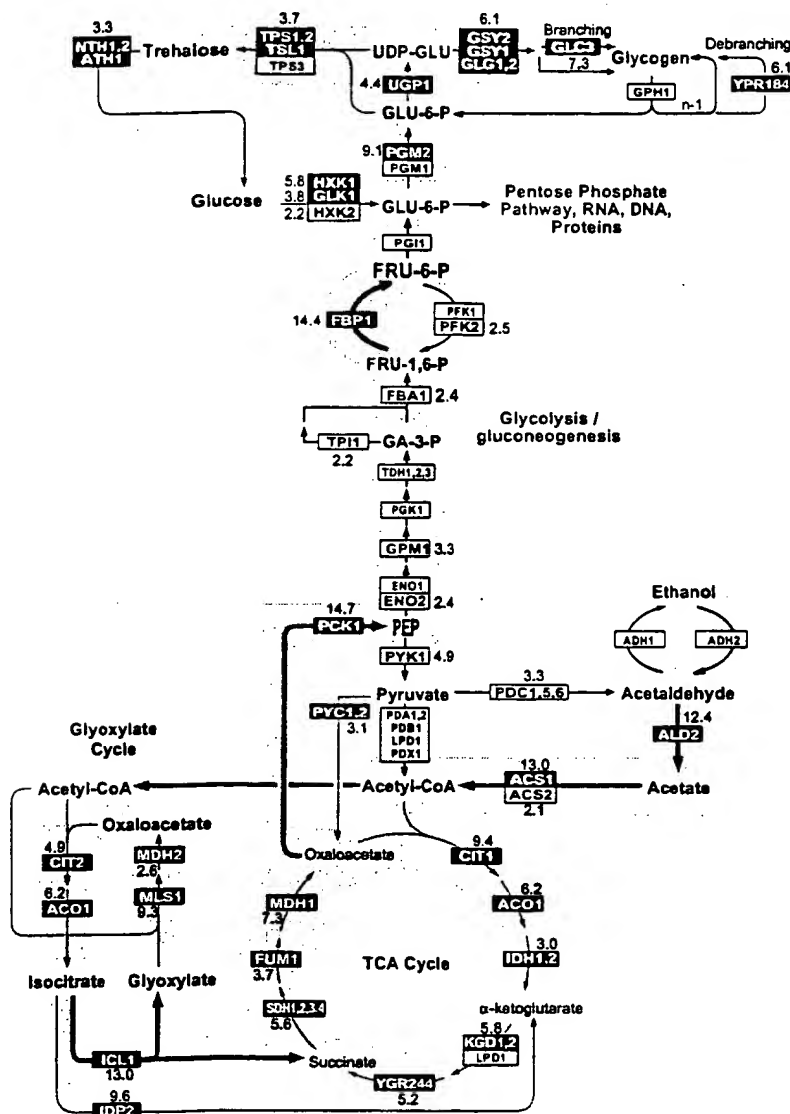 3.3
NTH1,2
ATH1
Trehalose
3.7
TPS1,2
TSL1
TPS3
UDP-GLU
6.1
GSY2
GSY1
GLG1,2
Branching
GLC3
7.3
Glycogen
Debranching
6.1
YPR184
4.4 UGP1
GPH1
n-1
GLU-6-P
9.1 PGM2
PGM1
Glucose
5.8 HXK1
3.8 GLK1
2.2 HXK2
GLU-6-P
Pentose Phosphate
Pathway, RNA, DNA,
Proteins
PGI1
FRU-6-P
14.4 FBP1
PFK1
PFK2 2.5
FRU-1,6-P
FBA1 2.4
Glycolysis /
gluconeogenesis
TPI1
2.2
GA-3-P
TDH1,2,3
PGK1
GPM1 3.3
ENO1
ENO2 2.4
14.7
PCK1
PEP
PYK1 4.9
Ethanol
ADH1
ADH2
Pyruvate
3.3
PDC1,5,6
Acetaldehyde
PYC1,2
3.1
PDA1,2
PDB1
LPD1
PDX1
12.4
ALD2
Glyoxylate
Cycle
Acetyl-CoA
Acetyl-CoA
13.0
ACS1
ACS2
2.1
Acetate
Oxaloacetate
4.9
CIT2
MDH2
2.6
Oxaloacetate
9.4
CIT1
6.2
ACO1
MLS1
9.3
MDH1
7.3
6.2
ACO1
FUM1
3.7
TCA Cycle
3.0
IDH1,2
Isocitrate
Glyoxylate
SDH1,2,3,4
5.6
α-ketoglutarate
5.8
KGD1,2
LPD1
ICL1
13.0
Succinate
YGR244
5.2
9.6
IDP2